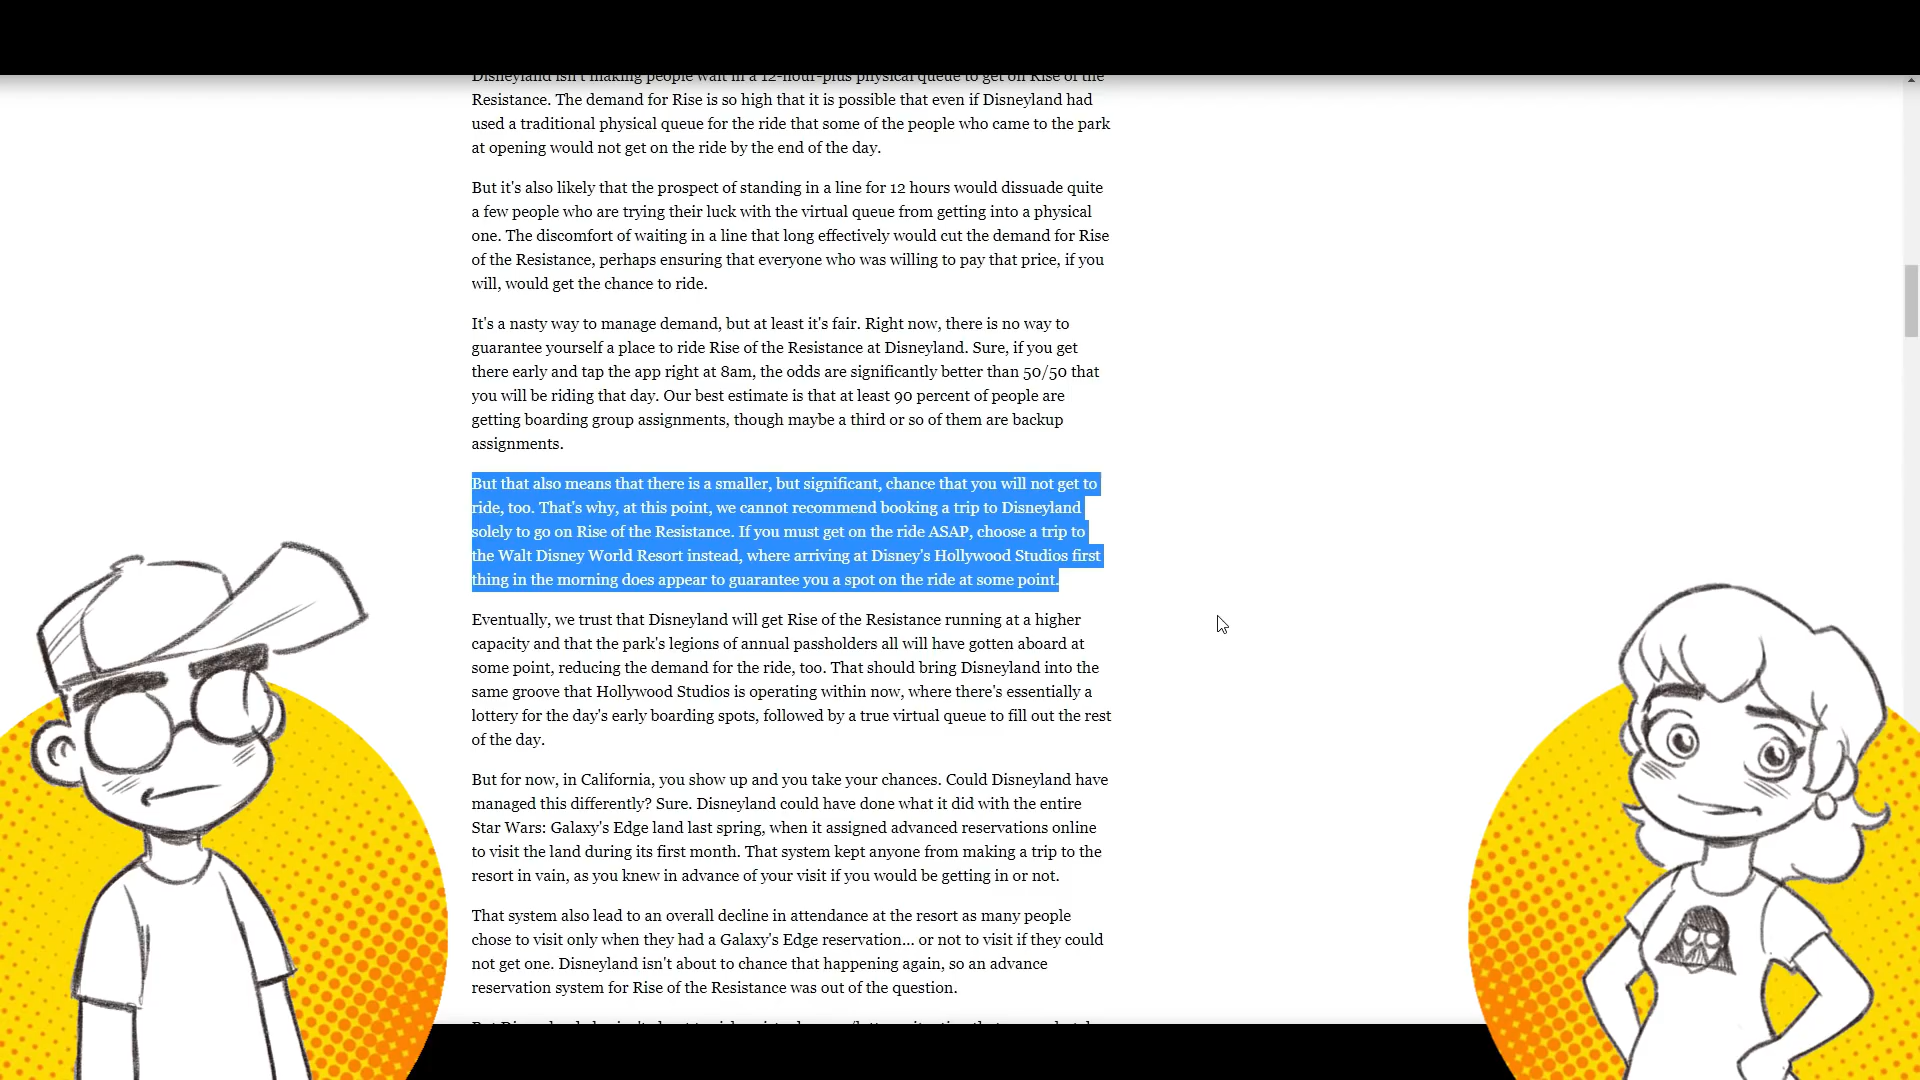 Disneyland isn't making people wait in a 12-hour-plus physical queue to get on Rise of the
Resistance. The demand for Rise is so high that it is possible that even if Disneyland had
used a traditional physical queue for the ride that some of the people who came to the park
at opening would not get on the ride by the end of the day.
But it's also likely that the prospect of standing in a line for 12 hours would dissuade quite
a few people who are trying their luck with the virtual queue from getting into a physical
one. The discomfort of waiting in a line that long effectively would cut the demand for Rise
of the Resistance, perhaps ensuring that everyone who was willing to pay that price, if you
will, would get the chance to ride.
It's a nasty way to manage demand, but at least it's fair. Right now, there is no way to
guarantee yourself a place to ride Rise of the Resistance at Disneyland. Sure, if you get
there early and tap the app right at 8am, the odds are significantly better than 50/50 that
you will be riding that day. Our best estimate is that at least 90 percent of people are
getting boarding group assignments, though maybe a third or so of them are backup
assignments.
But that also means that there is a smaller, but significant, chance that you will not get to
ride, too. That's why, at this point, we cannot recommend booking a trip to Disneyland
solely to go on Rise of the Resistance. If you must get on the ride ASAP, choose a trip to
the Walt Disney World Resort instead, where arriving at Disney's Hollywood Studios first
thing in the morning does appear to guarantee you a spot on the ride at some point.
Eventually, we trust that Disneyland will get Rise of the Resistance running at a higher
capacity and that the park's legions of annual passholders all will have gotten aboard at
some point, reducing the demand for the ride, too. That should bring Disneyland into the
same groove that Hollywood Studios is operating within now, where there's essentially a
lottery for the day's early boarding spots, followed by a true virtual queue to fill out the rest
of the day.
But for now, in California, you show up and you take your chances. Could Disneyland have
managed this differently? Sure. Disneyland could have done what it did with the entire
Star Wars: Galaxy's Edge land last spring, when it assigned advanced reservations online
to visit the land during its first month. That system kept anyone from making a trip to the
resort in vain, as you knew in advance of your visit if you would be getting in or not.
That system also lead to an overall decline in attendance at the resort as many people
chose to visit only when they had a Galaxy's Edge reservation... or not to visit if they could
not get one. Disneyland isn't about to chance that happening again, so an advance
reservation system for Rise of the Resistance was out of the question.